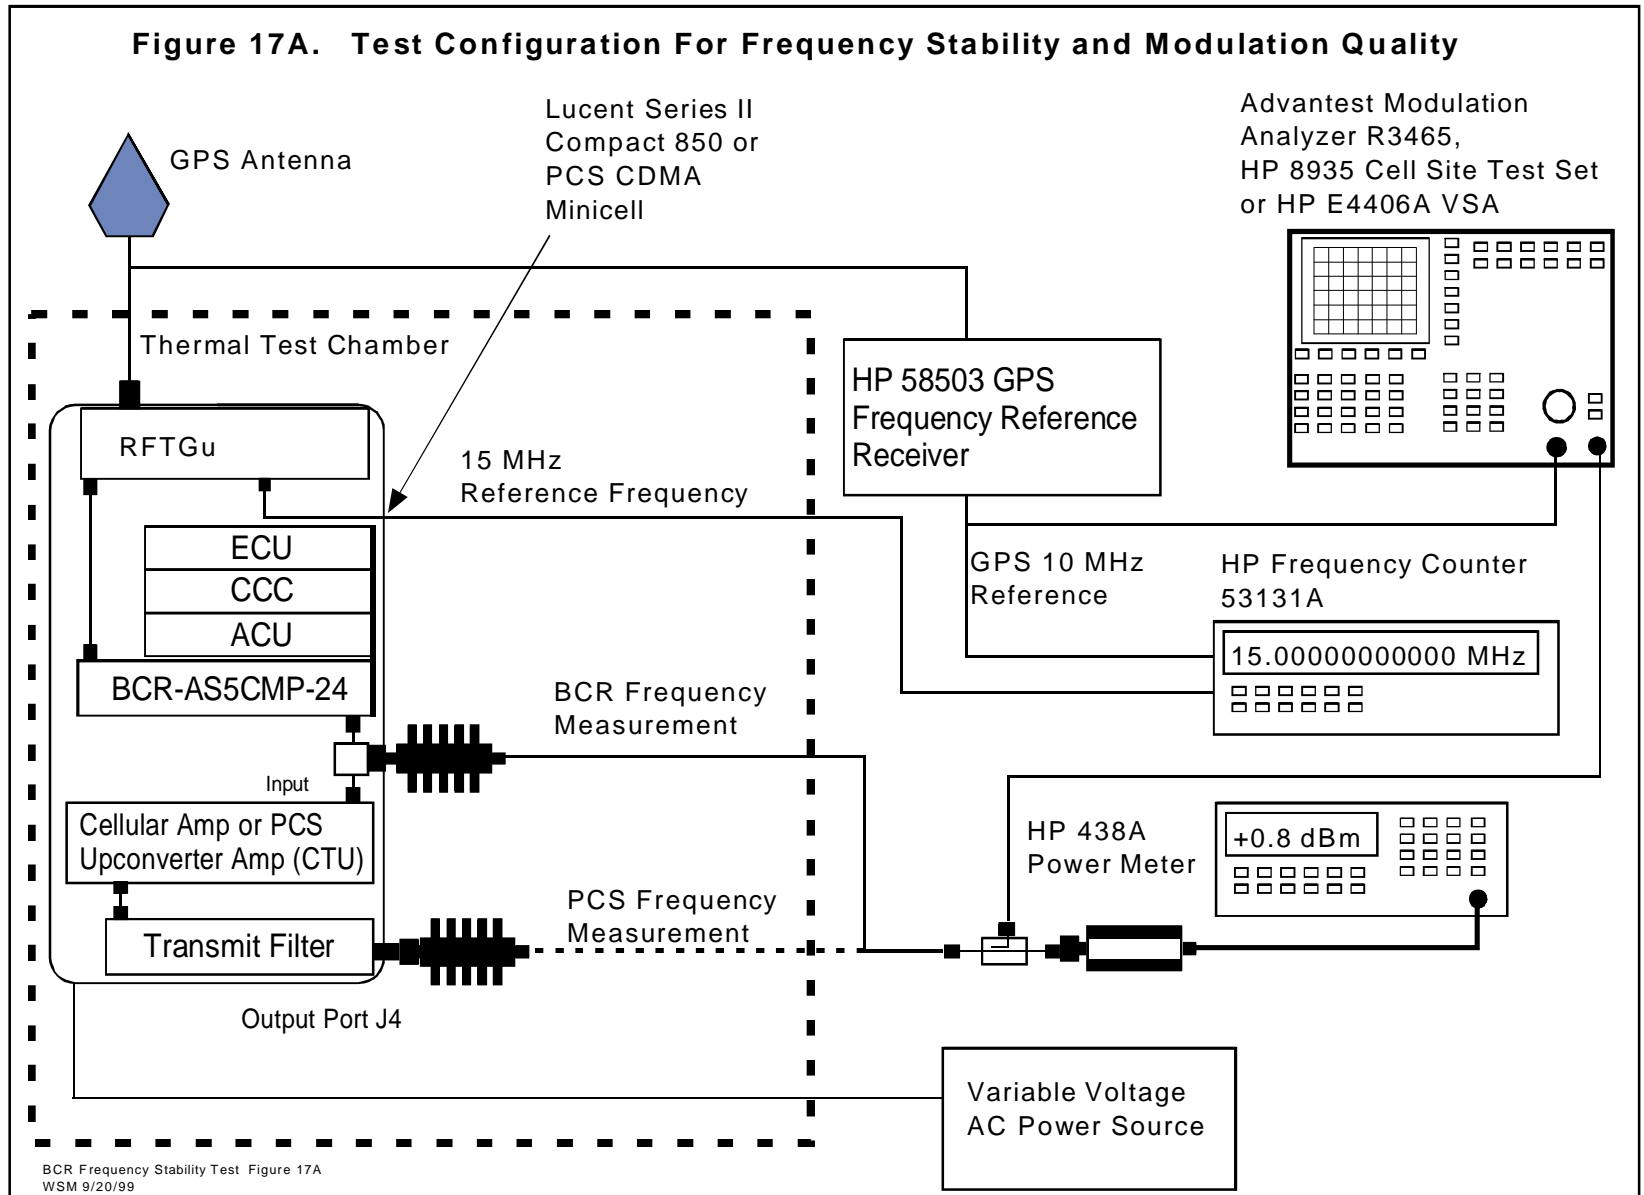 Figure 17A. Test Configuration For Frequency Stability and Modulation Quality
GPS Antenna
Lucent Series II
Compact 850 or
PCS CDMA
Minicell
Advantest Modulation
Analyzer R3465,
HP 8935 Cell Site Test Set
or HP E4406A VSA
Thermal Test Chamber
RFTGu
15 MHz
Reference Frequency
HP 58503 GPS
Frequency Reference
Receiver
ECU
CCC
ACU
BCR-AS5CMP-24
GPS 10 MHz
Reference
HP Frequency Counter
53131A
15.00000000000 MHz
BCR Frequency
Measurement
Input
Cellular Amp or PCS
Upconverter Amp (CTU)
HP 438A
Power Meter
+0.8 dBm
PCS Frequency
Measurement
Transmit Filter
Output Port J4
Variable Voltage
AC Power Source
BCR Frequency Stability Test Figure 17A
WSM 9/20/99